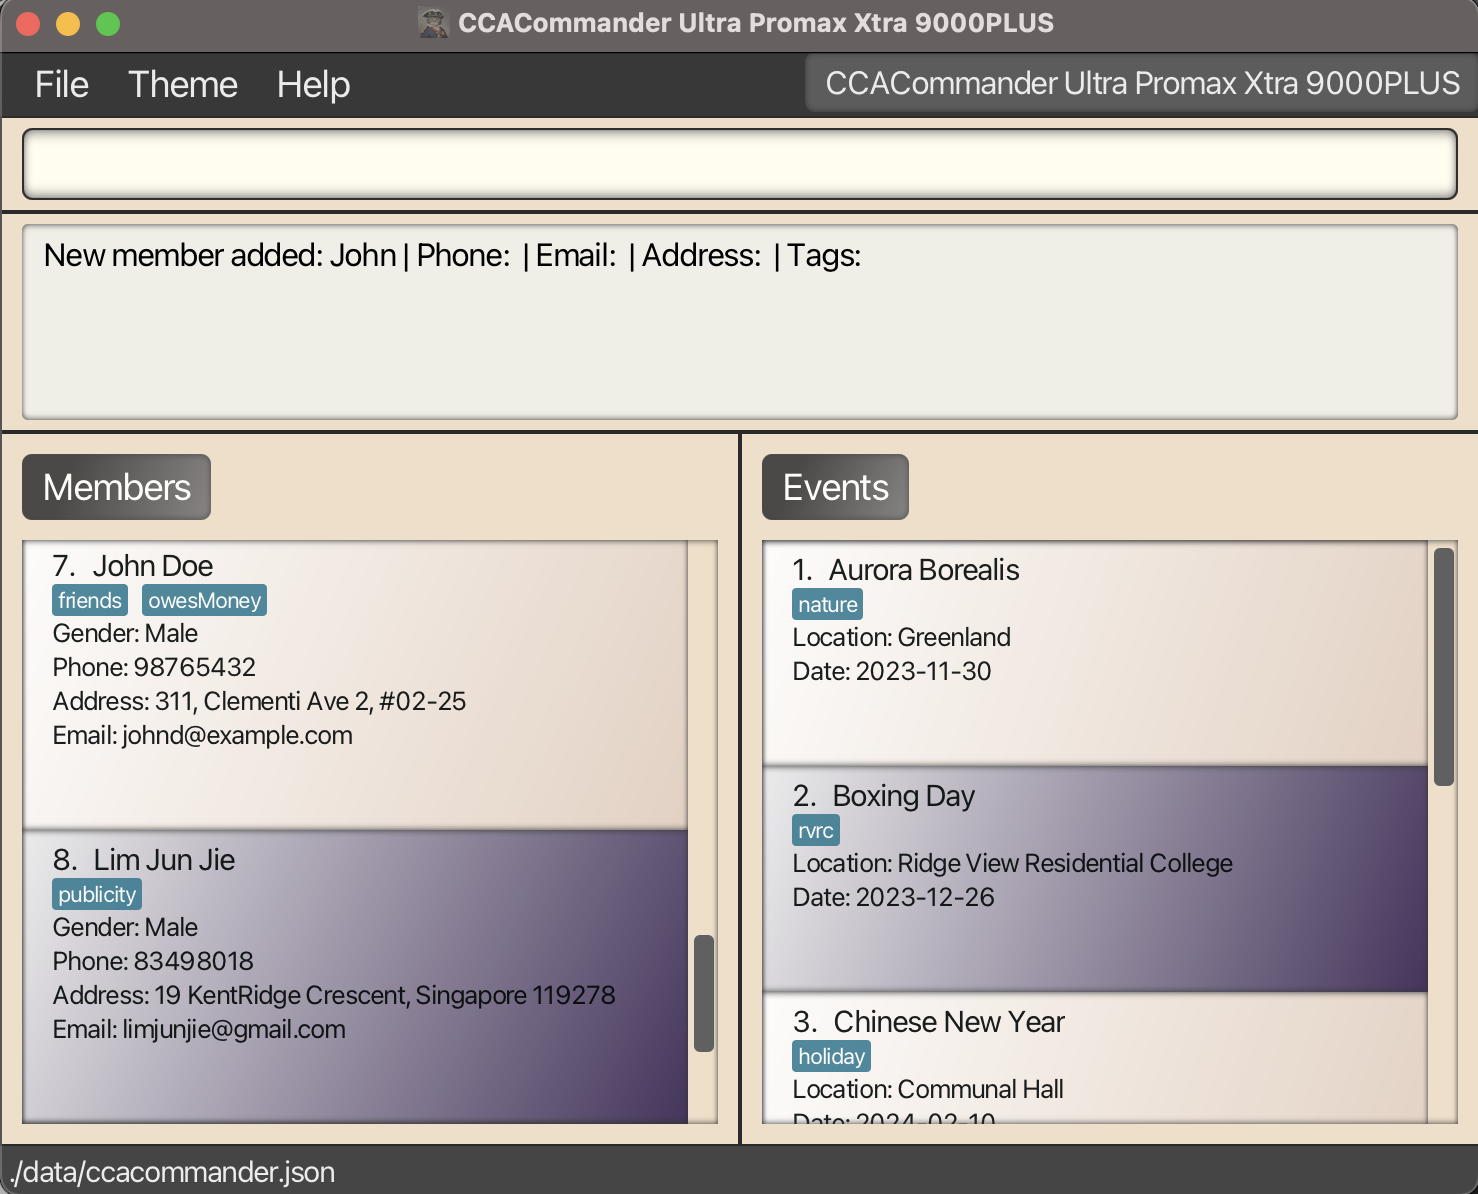 CCACommander Ultra Promax Xtra 9000PLUS
File Theme Help CCACommander Ultra Promax Xtra 9000PLUS
New member added: John | Phone:  | Email:  | Address:  | Tags:
Members
7. John Doe
friends owesMoney
Gender: Male
Phone: 98765432
Address: 311, Clementi Ave 2, #02-25
Email: johnd@example.com
8. Lim Jun Jie
publicity
Gender: Male
Phone: 83498018
Address: 19 KentRidge Crescent, Singapore 119278
Email: limjunjie@gmail.com
Events
1. Aurora Borealis
nature
Location: Greenland
Date: 2023-11-30
2. Boxing Day
rvrc
Location: Ridge View Residential College
Date: 2023-12-26
3. Chinese New Year
holiday
Location: Communal Hall
Date: 2024-02-10
./data/ccacommander.json